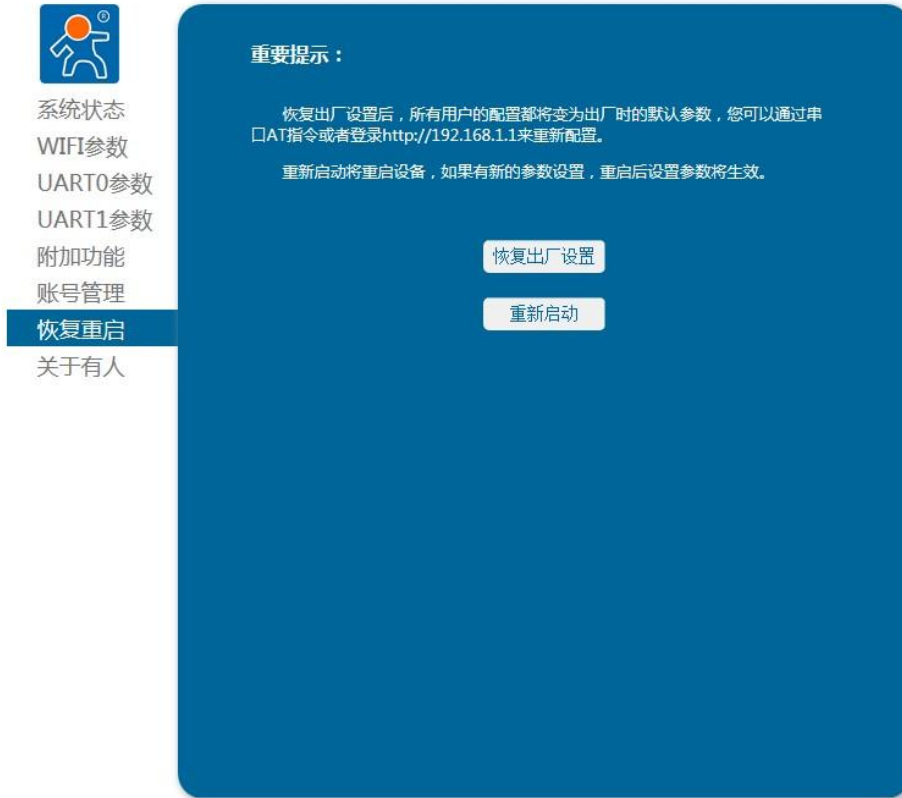 系统状态
WIFI参数
UART0参数
UART1参数
附加功能
账号管理
恢复重启
关于有人
重要提示：
恢复出厂设置后，所有用户的配置都将变为出厂时的默认参数，您可以通过串
口AT指令或者登录http://192.168.1.1来重新配置。
重新启动将重启设备，如果有新的参数设置，重启后设置参数将生效。
恢复出厂设置
重新启动